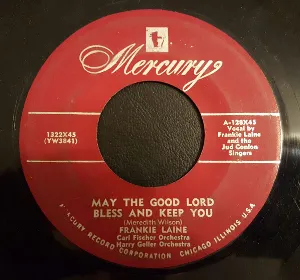 Mercury
1322X45
(YW3841)
A-128X45
Vocal by
Frankie Laine
and the
Jud Conlon
Singers
MAY THE GOOD LORD
BLESS AND KEEP YOU
(Meredith Wilson)
FRANKIE LAINE
Carl Fischer Orchestra
Harry Geller Orchestra
MERCURY RECORD CORPORATION CHICAGO ILLINOIS U.S.A